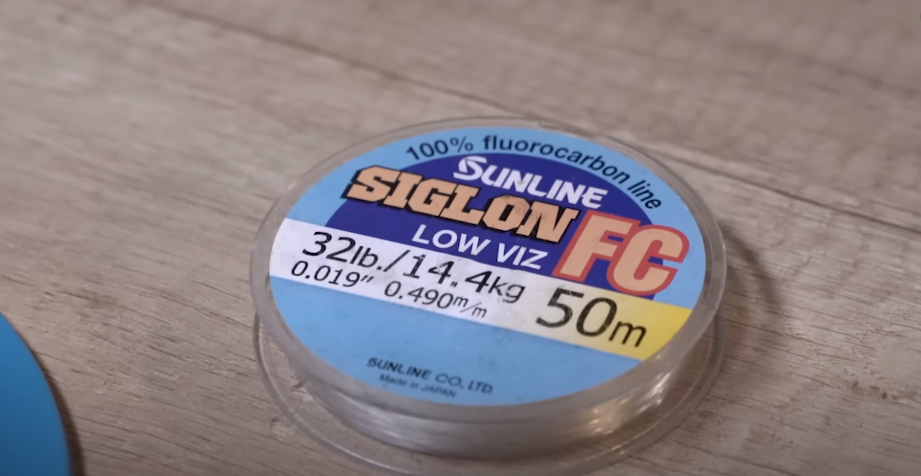 100% fluorocarbon line
SUNLINE
SIGLON FC
LOW VIZ
32lb./14.4kg
0.019" 0.490m/m
50m
SUNLINE CO., LTD.
Made in JAPAN